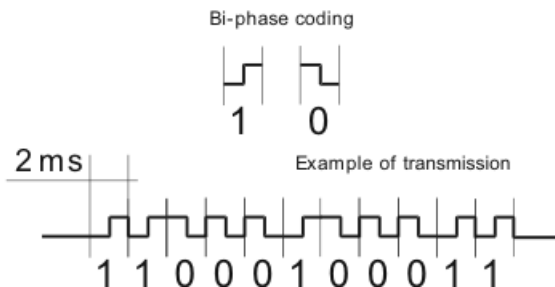 Bi-phase coding
1 0
2 ms
Example of transmission
1 1 0 0 0 1 0 0 0 1 1